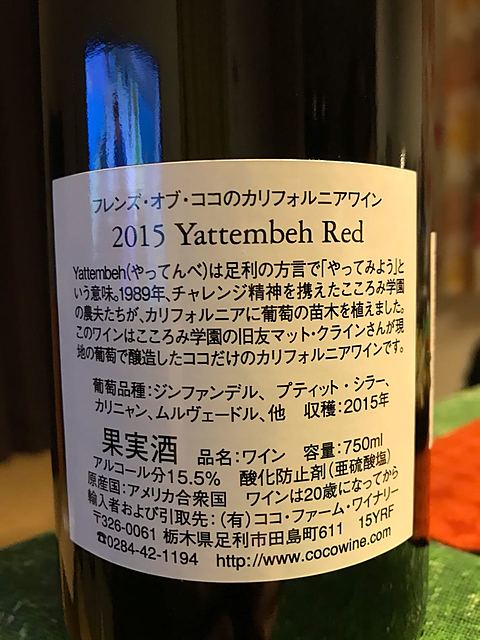 フレンズ・オブ・ココのカリフォルニアワイン
2015 Yattembeh Red
Yattembeh(やってんべ)は足利の方言で「やってみよう」と
いう意味。1989年、チャレンジ精神を携えたこころみ学園
の農夫たちが、カリフォルニアに葡萄の苗木を植えました。
このワインはこころみ学園の旧友マット・クラインさんが現
地の葡萄で醸造したココだけのカリフォルニアワインです。
葡萄品種：ジンファンデル、プティット・シラー、
カリニャン、ムルヴェードル、他　収穫：2015年
果実酒　品名：ワイン　容量：750ml
アルコール分15.5%　酸化防止剤(亜硫酸塩)
原産国：アメリカ合衆国　ワインは20歳になってから
輸入者および引取先：(有)ココ・ファーム・ワイナリー
〒326-0061 栃木県足利市田島町611　15YRF
☎0284-42-1194　http://www.cocowine.com